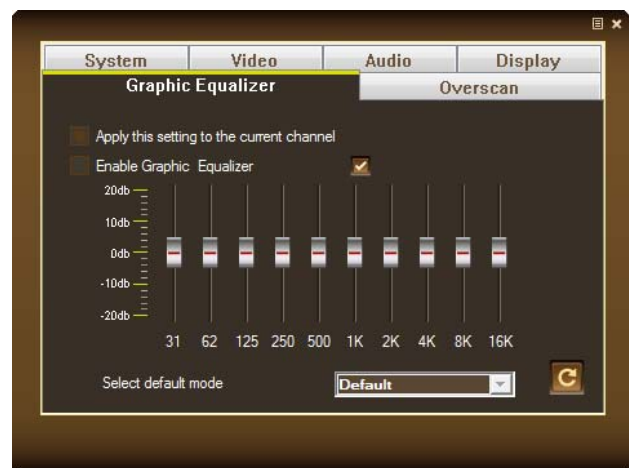 System Video Audio Display
Graphic Equalizer Overscan
Apply this setting to the current channel
Enable Graphic Equalizer
20db
10db
0db
-10db
-20db
31 62 125 250 500 1K 2K 4K 8K 16K
Select default mode Default